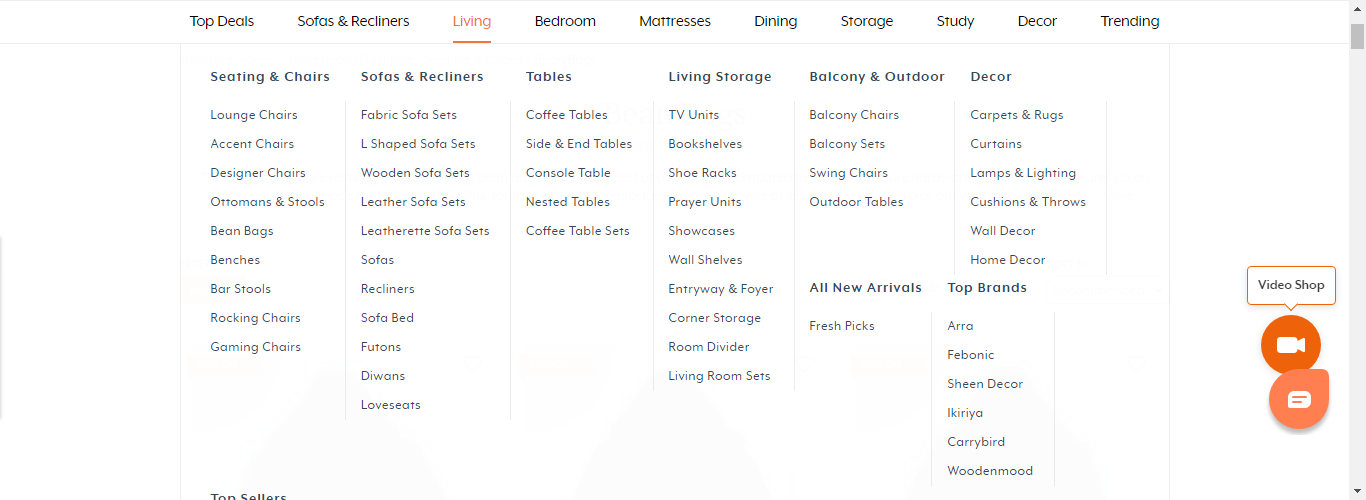 Top Deals
Sofas & Recliners
Living
Bedroom
Mattresses
Dining
Storage
Study
Decor
Trending
Seating & Chairs
Lounge Chairs
Accent Chairs
Designer Chairs
Ottomans & Stools
Bean Bags
Benches
Bar Stools
Rocking Chairs
Gaming Chairs
Sofas & Recliners
Fabric Sofa Sets
L Shaped Sofa Sets
Wooden Sofa Sets
Leather Sofa Sets
Leatherette Sofa Sets
Sofas
Recliners
Sofa Bed
Futons
Diwans
Loveseats
Tables
Coffee Tables
Side & End Tables
Console Table
Nested Tables
Coffee Table Sets
Living Storage
TV Units
Bookshelves
Shoe Racks
Prayer Units
Showcases
Wall Shelves
Entryway & Foyer
Corner Storage
Room Divider
Living Room Sets
Balcony & Outdoor
Balcony Chairs
Balcony Sets
Swing Chairs
Outdoor Tables
Decor
Carpets & Rugs
Curtains
Lamps & Lighting
Cushions & Throws
Wall Decor
Home Decor
All New Arrivals
Fresh Picks
Top Brands
Arra
Febonic
Sheen Decor
Ikiriya
Carrybird
Woodenmood
Top Sellers
Video Shop